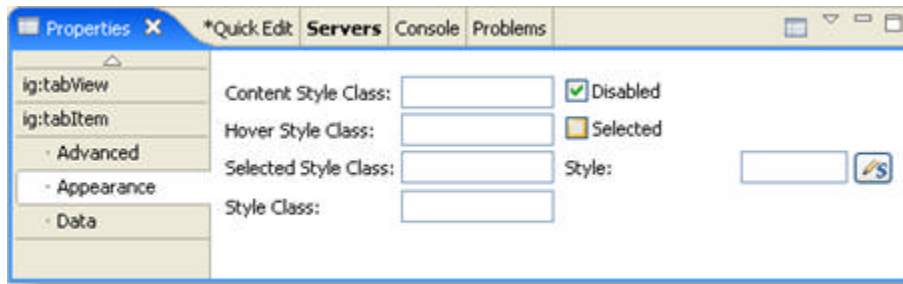 Properties *Quick Edit Servers Console Problems
ig:tabView
ig:tabItem
Advanced
Appearance
Data
Content Style Class: Disabled
Hover Style Class: Selected
Selected Style Class: Style: S
Style Class: